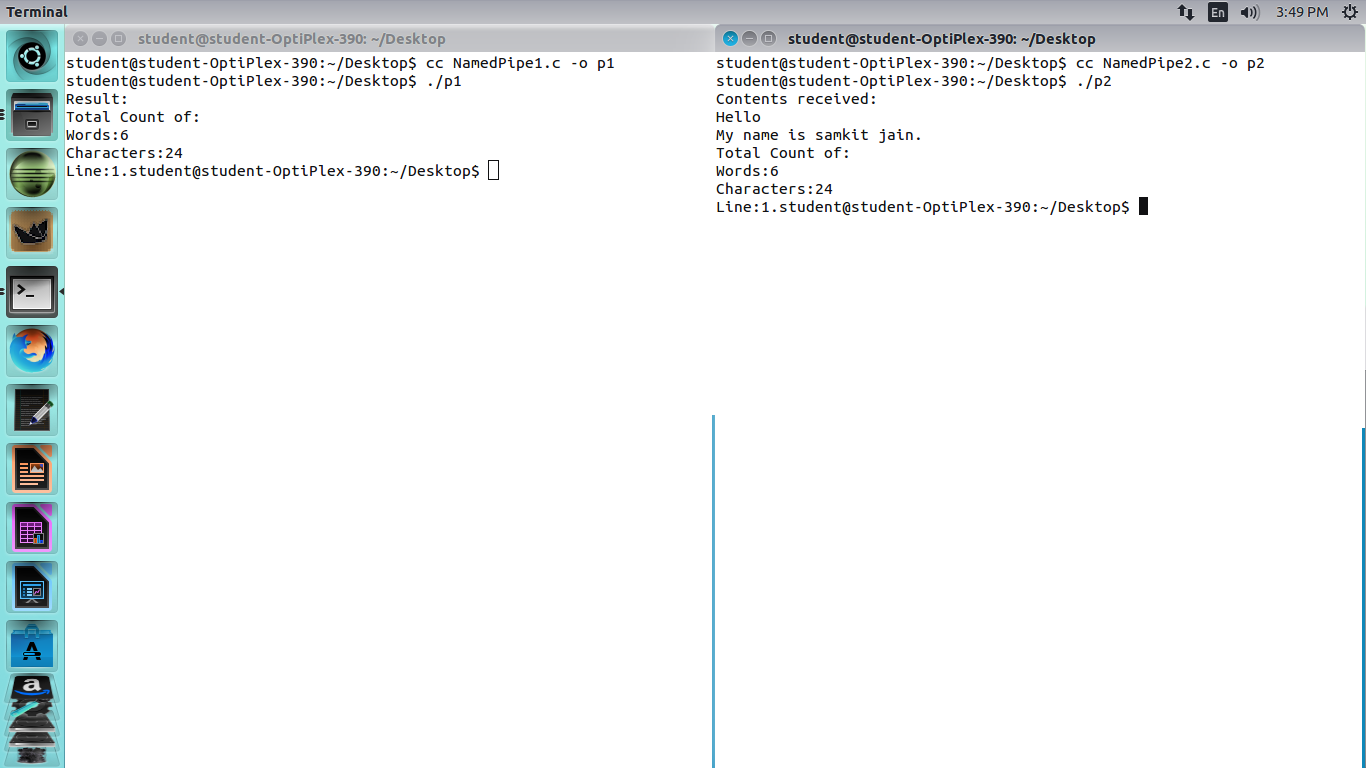 Terminal
En
3:49 PM
student@student-OptiPlex-390: ~/Desktop
student@student-OptiPlex-390:~/Desktop$ cc NamedPipe1.c -o p1
student@student-OptiPlex-390:~/Desktop$ ./p1
Result:
Total Count of:
Words:6
Characters:24
Line:1.student@student-OptiPlex-390:~/Desktop$
student@student-OptiPlex-390: ~/Desktop
student@student-OptiPlex-390:~/Desktop$ cc NamedPipe2.c -o p2
student@student-OptiPlex-390:~/Desktop$ ./p2
Contents received:
Hello
My name is samkit jain.
Total Count of:
Words:6
Characters:24
Line:1.student@student-OptiPlex-390:~/Desktop$